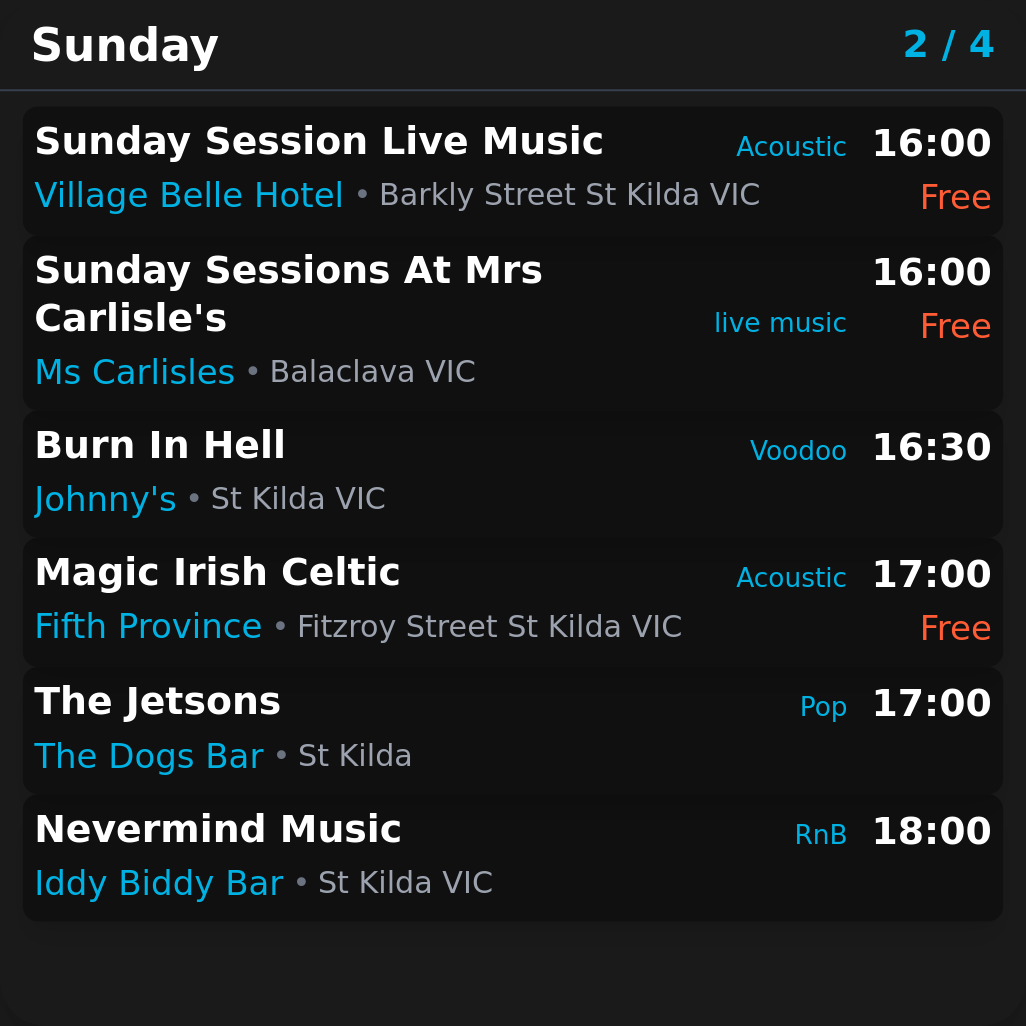 Sunday 2 / 4
Sunday Session Live Music Acoustic 16:00
Village Belle Hotel • Barkly Street St Kilda VIC Free
Sunday Sessions At Mrs 16:00
Carlisle's live music Free
Ms Carlisles • Balaclava VIC
Burn In Hell Voodoo 16:30
Johnny's • St Kilda VIC
Magic Irish Celtic Acoustic 17:00
Fifth Province • Fitzroy Street St Kilda VIC Free
The Jetsons Pop 17:00
The Dogs Bar • St Kilda
Nevermind Music RnB 18:00
Iddy Biddy Bar • St Kilda VIC